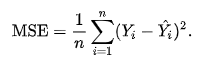 MSE = \frac{1}{n} \sum_{i=1}^{n} (Y_i - \hat{Y}_i)^2.